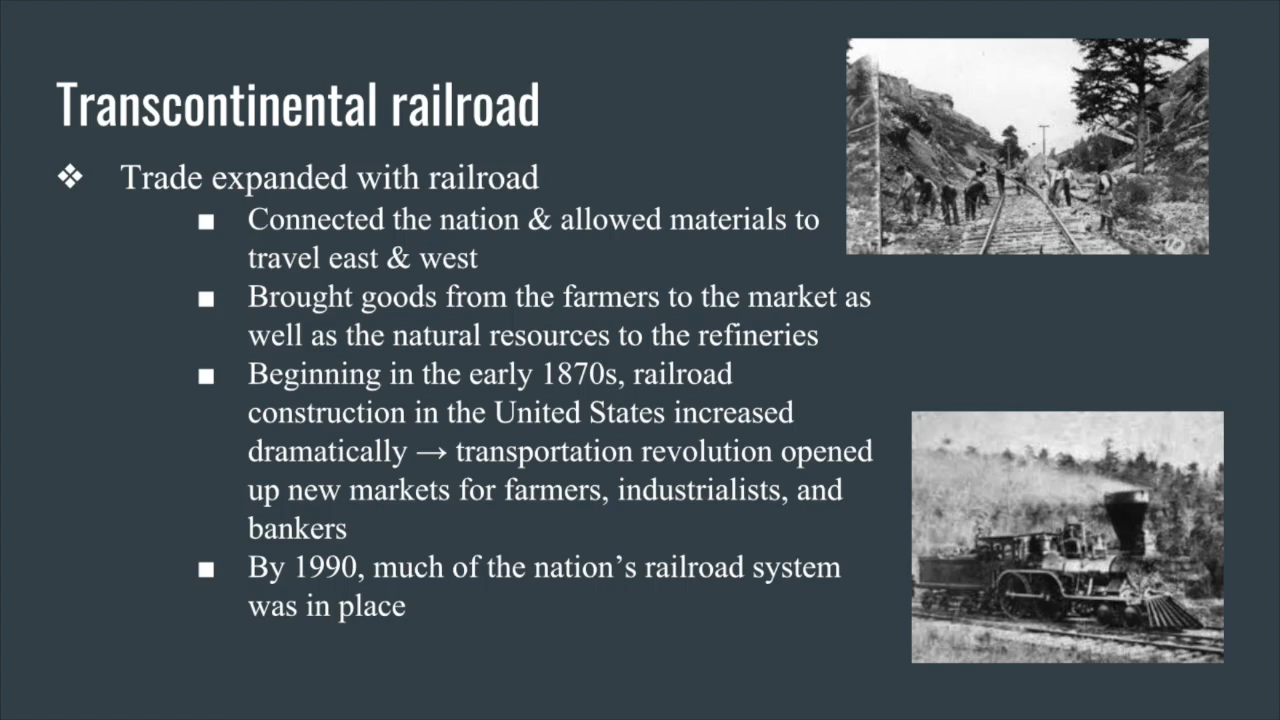 Transcontinental railroad
❖ Trade expanded with railroad
■ Connected the nation & allowed materials to
travel east & west
■ Brought goods from the farmers to the market as
well as the natural resources to the refineries
■ Beginning in the early 1870s, railroad
construction in the United States increased
dramatically → transportation revolution opened
up new markets for farmers, industrialists, and
bankers
■ By 1990, much of the nation’s railroad system
was in place